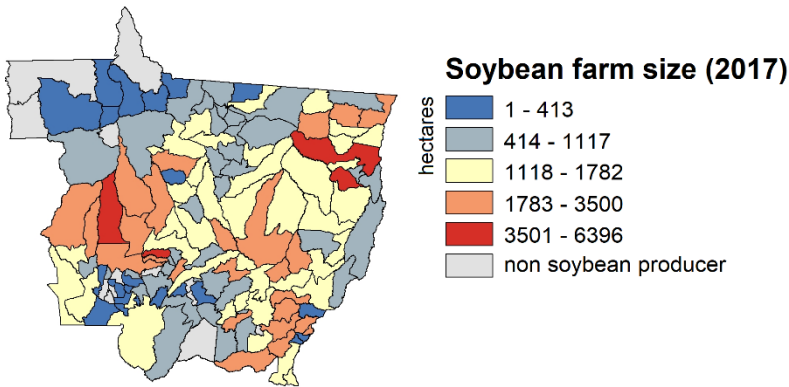 Soybean farm size (2017)
hectares
1 - 413
414 - 1117
1118 - 1782
1783 - 3500
3501 - 6396
non soybean producer